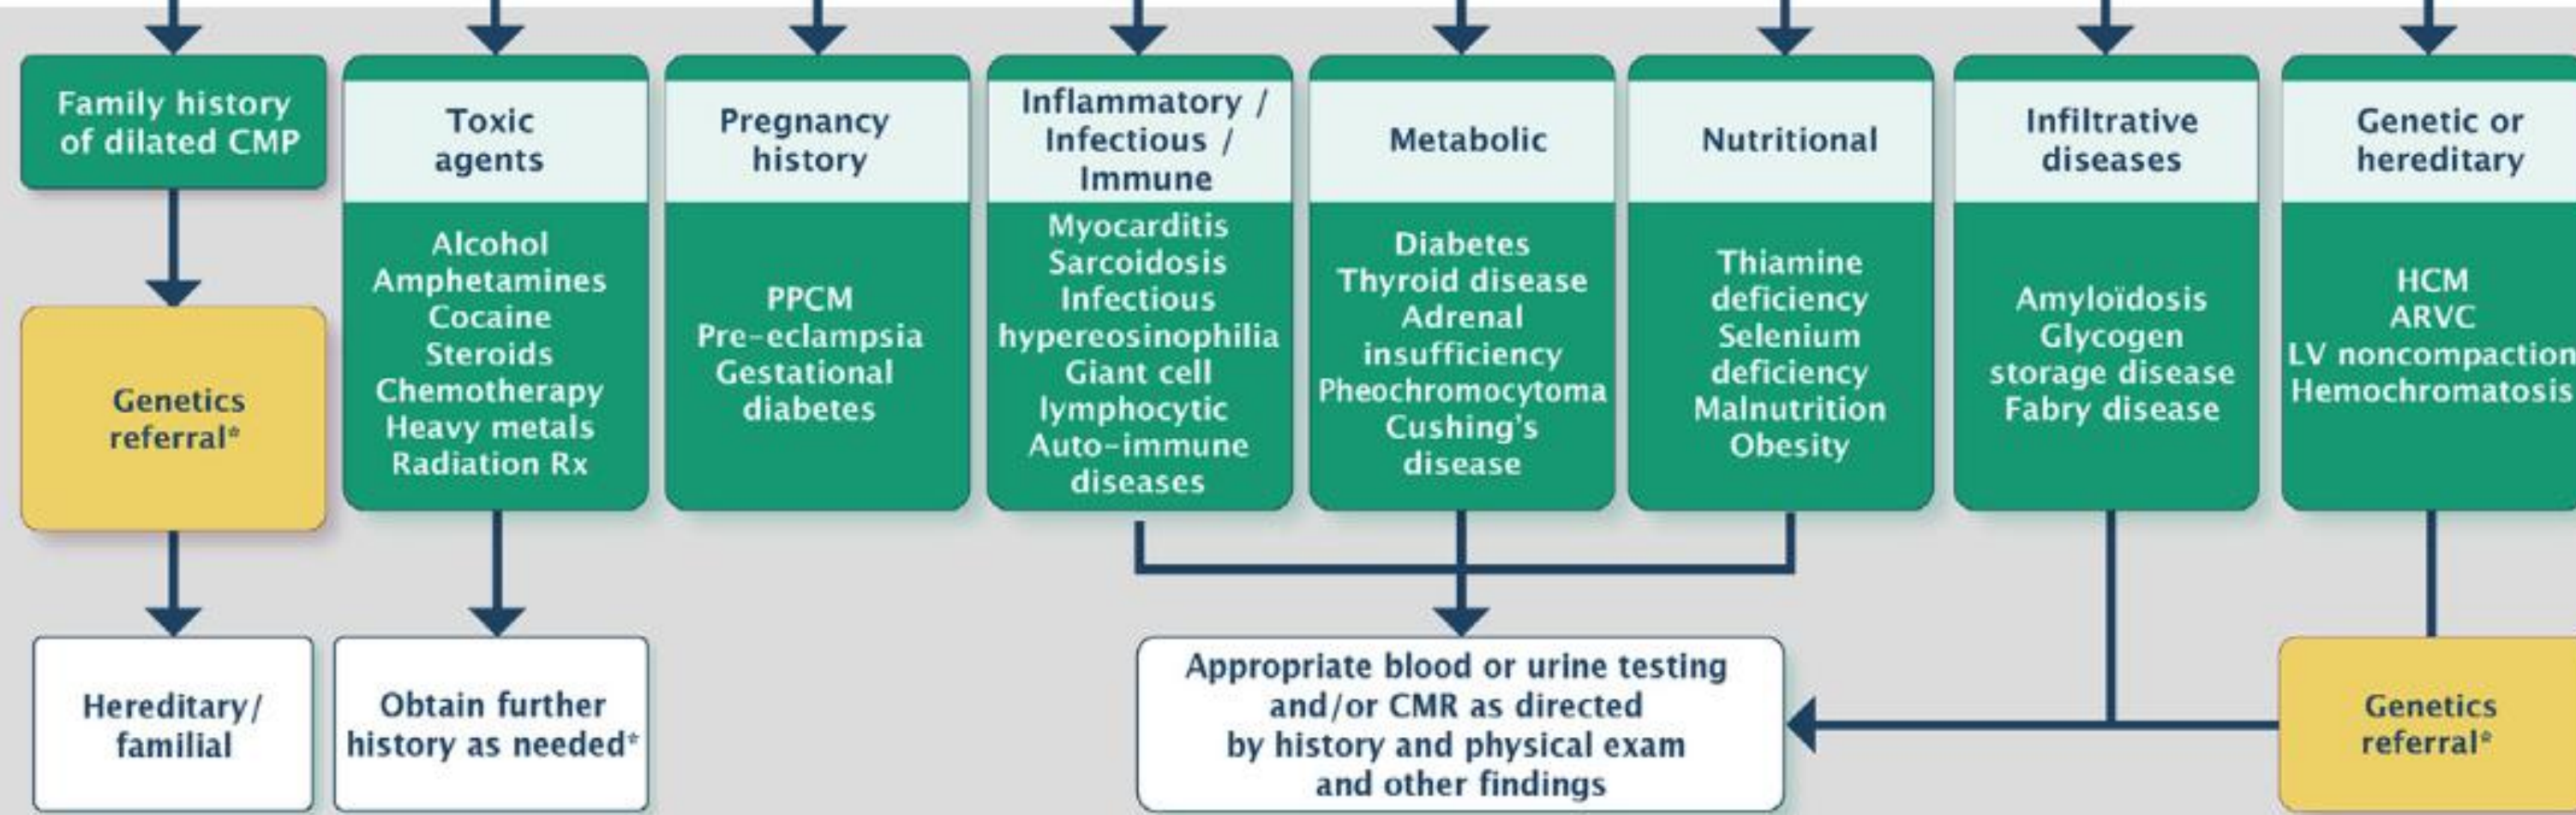 Family history
of dilated CMP
Genetics
referral*
Hereditary/
familial
Toxic
agents
Alcohol
Amphetamines
Cocaine
Steroids
Chemotherapy
Heavy metals
Radiation Rx
Obtain further
history as needed*
Pregnancy
history
PPCM
Pre-eclampsia
Gestational
diabetes
Inflammatory /
Infectious /
Immune
Myocarditis
Sarcoidosis
Infectious
hypereosinophilia
Giant cell
lymphocytic
Auto-immune
diseases
Metabolic
Diabetes
Thyroid disease
Adrenal
insufficiency
Pheochromocytoma
Cushing's
disease
Nutritional
Thiamine
deficiency
Selenium
deficiency
Malnutrition
Obesity
Appropriate blood or urine testing
and/or CMR as directed
by history and physical exam
and other findings
Infiltrative
diseases
Amyloïdosis
Glycogen
storage disease
Fabry disease
Genetic or
hereditary
HCM
ARVC
LV noncompaction
Hemochromatosis
Genetics
referral*